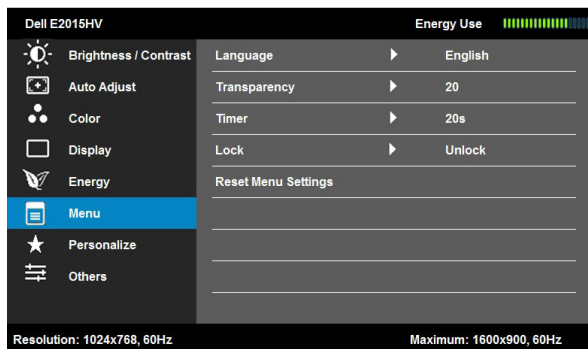 Dell E2015HV Energy Use
Brightness / Contrast
Auto Adjust
Color
Display
Energy
Menu
Personalize
Others
Language English
Transparency 20
Timer 20s
Lock Unlock
Reset Menu Settings
Resolution: 1024x768, 60Hz Maximum: 1600x900, 60Hz